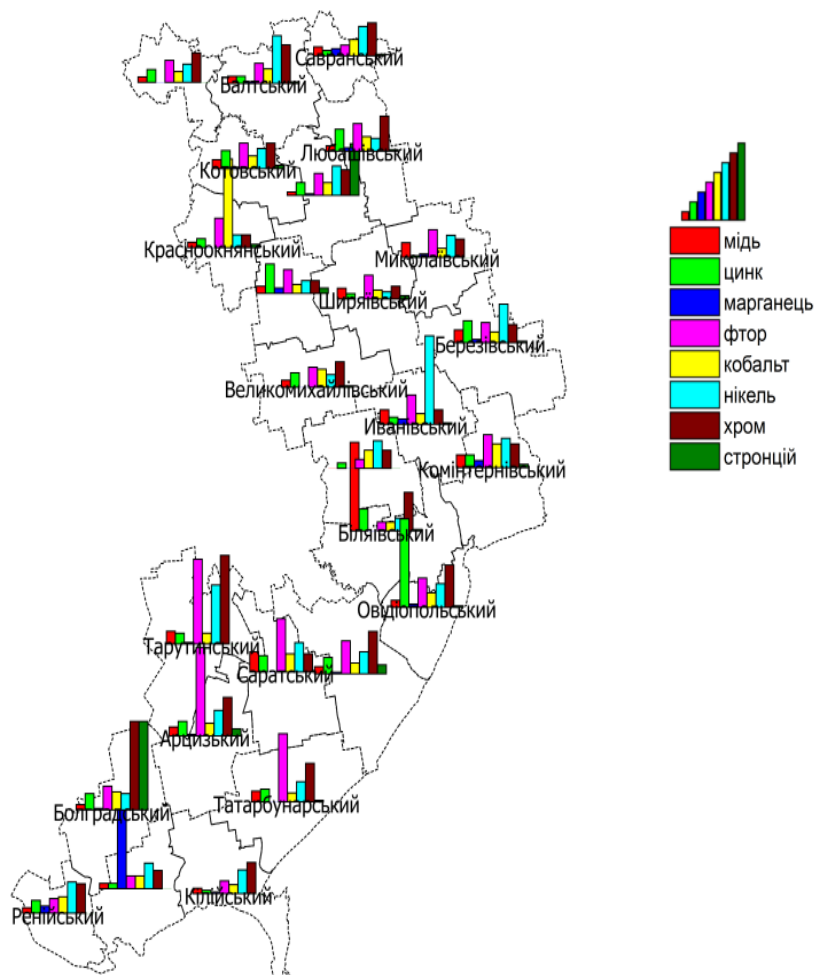 Савранський
Балтський
Любашівський
Котовський
Красноокнянський
Миколаївський
Ширяївський
Березівський
Великомихайлівський
Иванівський
Комінтернівський
Біляївський
Овідіопольський
Тарутинський
Саратський
Арцизький
Татарбунарський
Болградський
Кілійський
Ренійський
мідь
цинк
марганець
фтор
кобальт
нікель
хром
стронцій